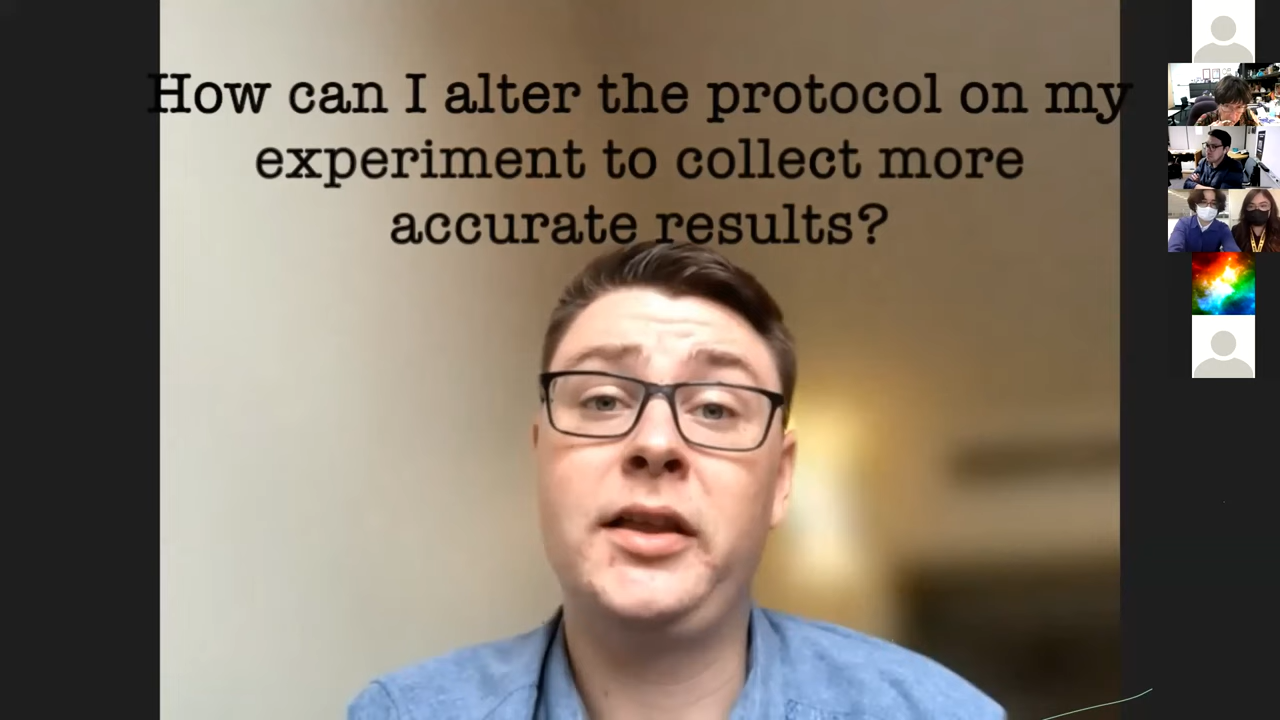 How can I alter the protocol on my
experiment to collect more
accurate results?